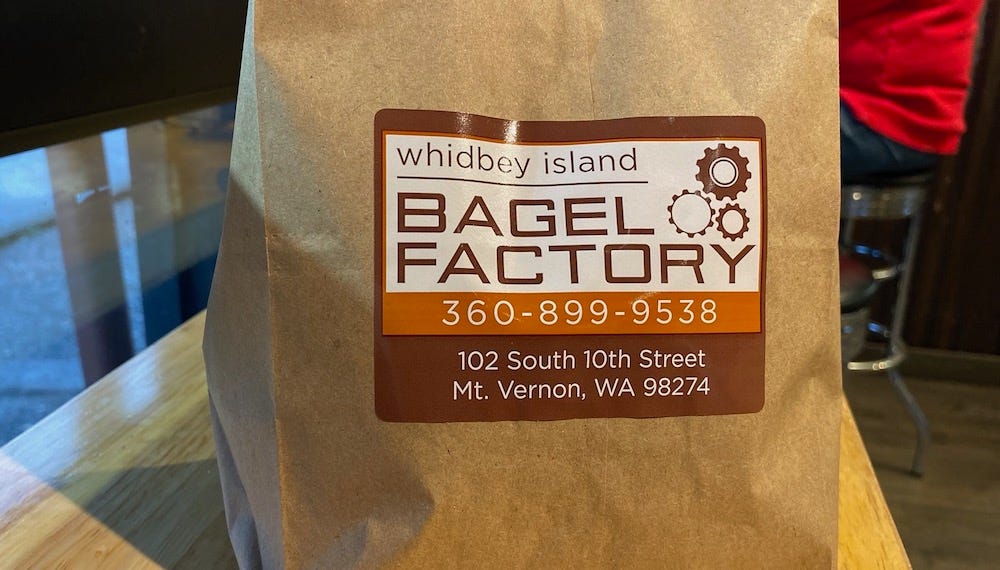 whidbey island
BAGEL
FACTORY
360-899-9538
102 South 10th Street
Mt. Vernon, WA 98274